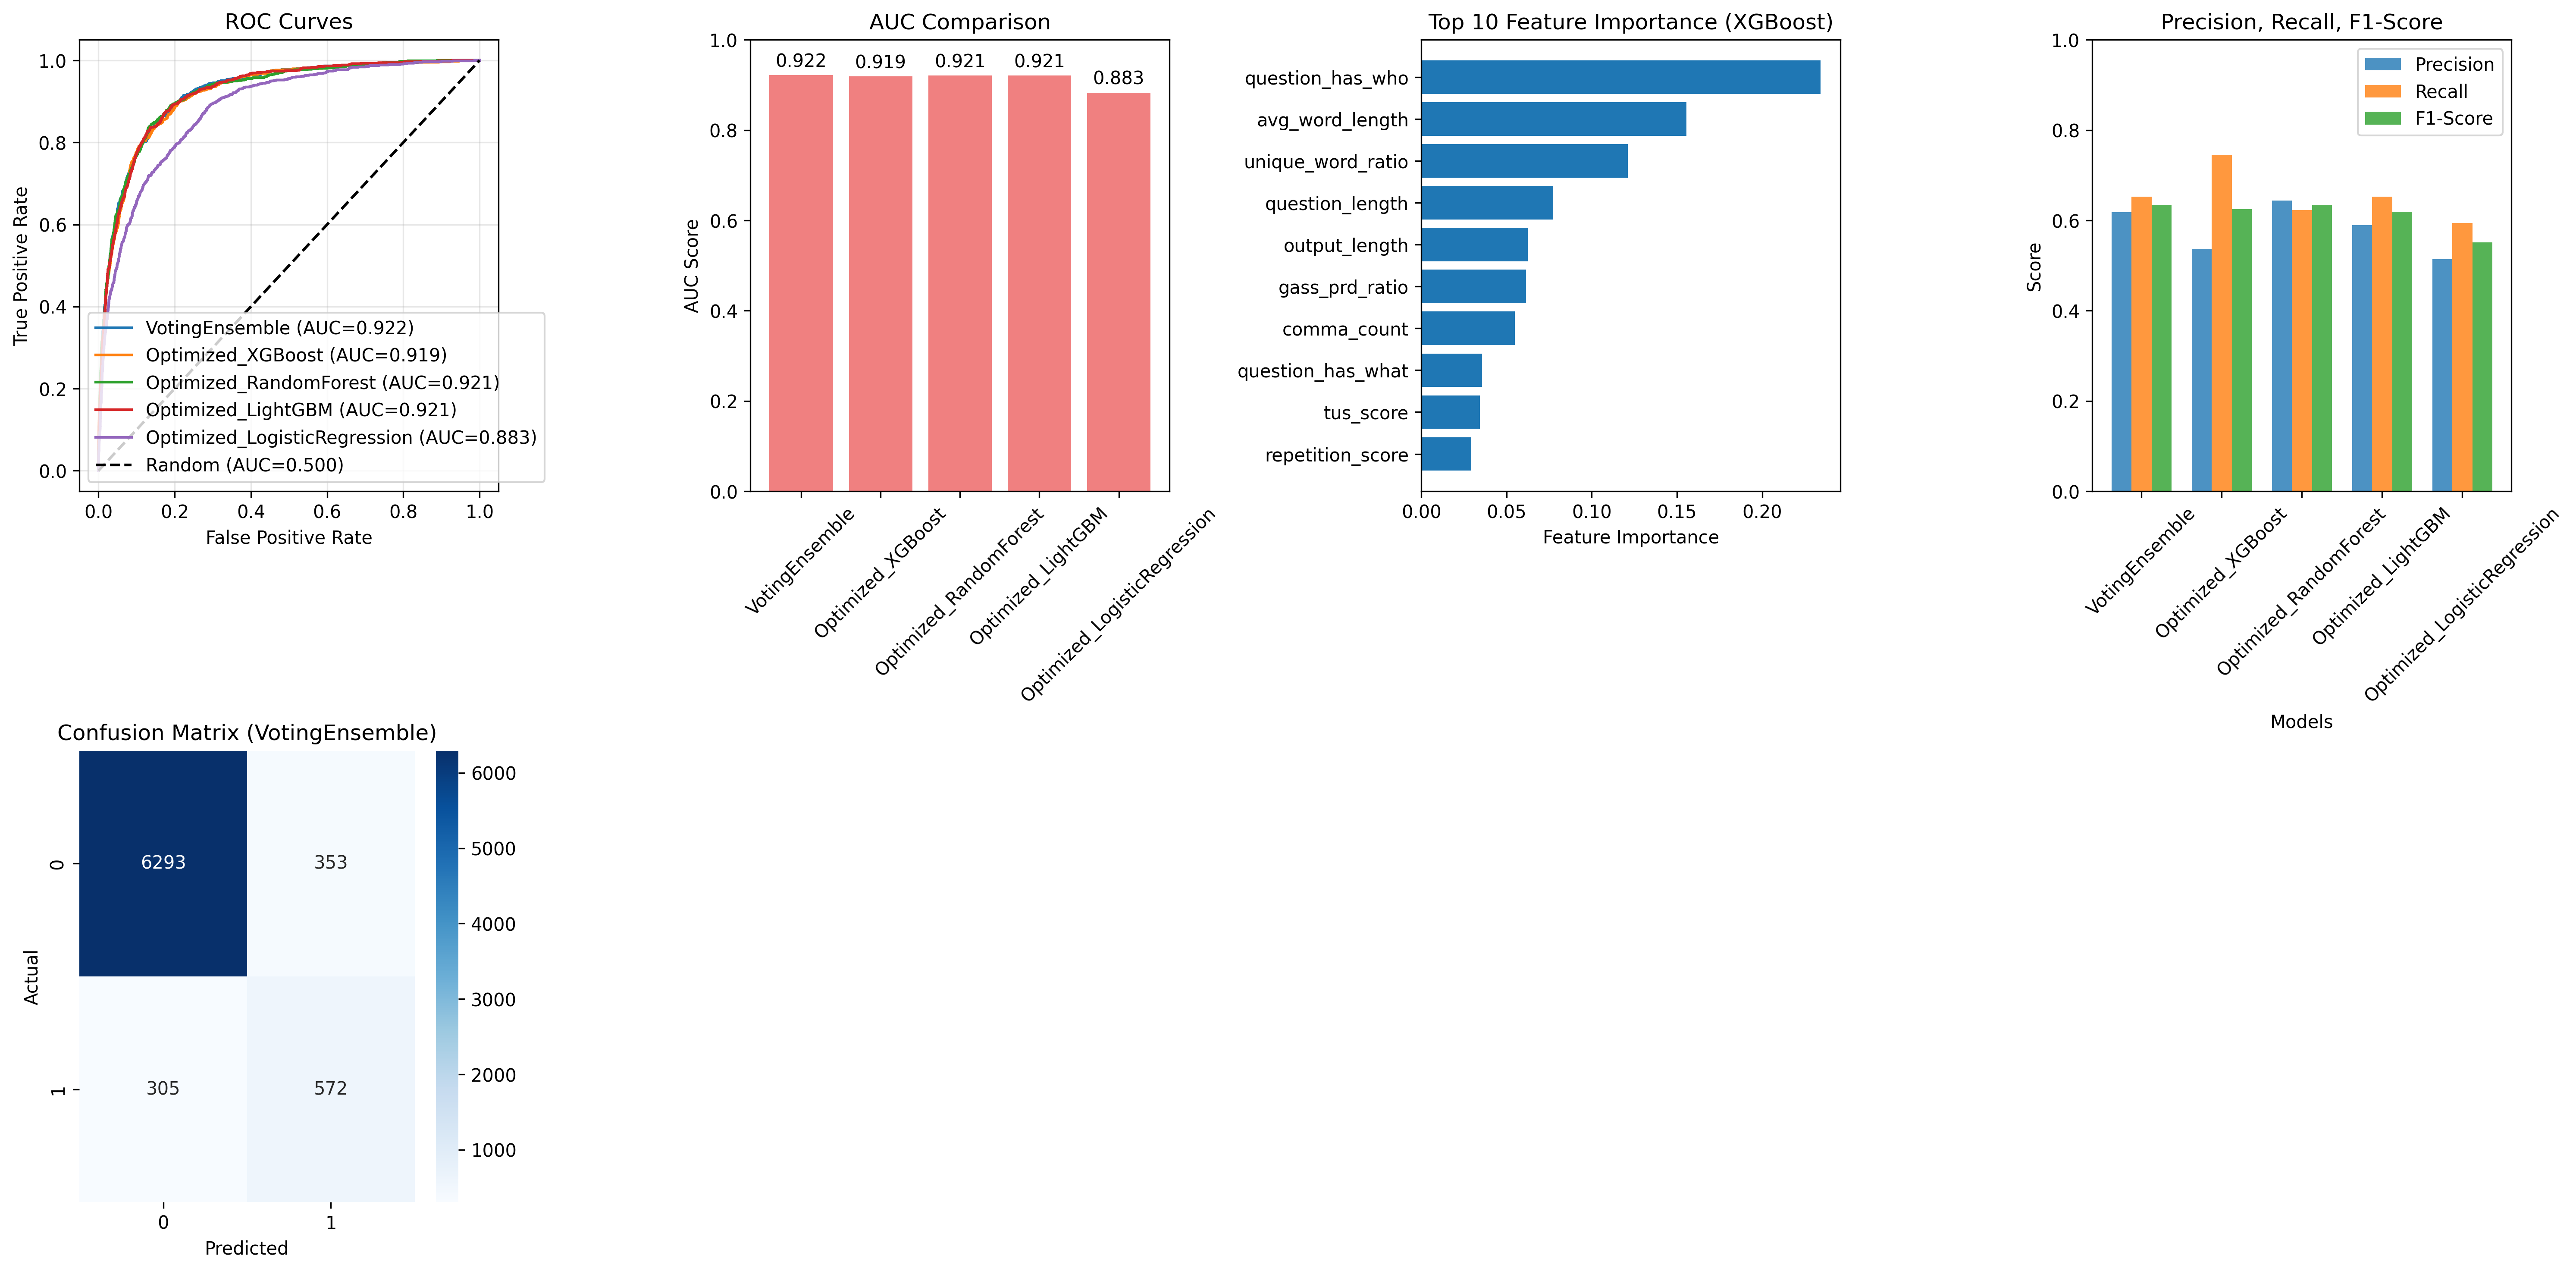 ROC Curves
1.0
0.8
0.6
0.4
0.2
0.0
True Positive Rate
VotingEnsemble (AUC=0.922)
Optimized_XGBoost (AUC=0.919)
Optimized_RandomForest (AUC=0.921)
Optimized_LightGBM (AUC=0.921)
Optimized_LogisticRegression (AUC=0.883)
Random (AUC=0.500)
0.0 0.2 0.4 0.6 0.8 1.0
False Positive Rate
AUC Comparison
1.0
0.8
0.6
0.4
0.2
0.0
AUC Score
0.922 0.919 0.921 0.921 0.883
VotingEnsemble
Optimized_XGBoost
Optimized_RandomForest
Optimized_LightGBM
Optimized_LogisticRegression
Top 10 Feature Importance (XGBoost)
question_has_who
avg_word_length
unique_word_ratio
question_length
output_length
gass_prd_ratio
comma_count
question_has_what
tus_score
repetition_score
0.00 0.05 0.10 0.15 0.20
Feature Importance
Precision, Recall, F1-Score
1.0
0.8
0.6
0.4
0.2
0.0
Score
Precision
Recall
F1-Score
VotingEnsemble
Optimized_XGBoost
Optimized_RandomForest
Optimized_LightGBM
Optimized_LogisticRegression
Models
Confusion Matrix (VotingEnsemble)
Actual
0
1
6293 353
305 572
0 1
Predicted
6000
5000
4000
3000
2000
1000